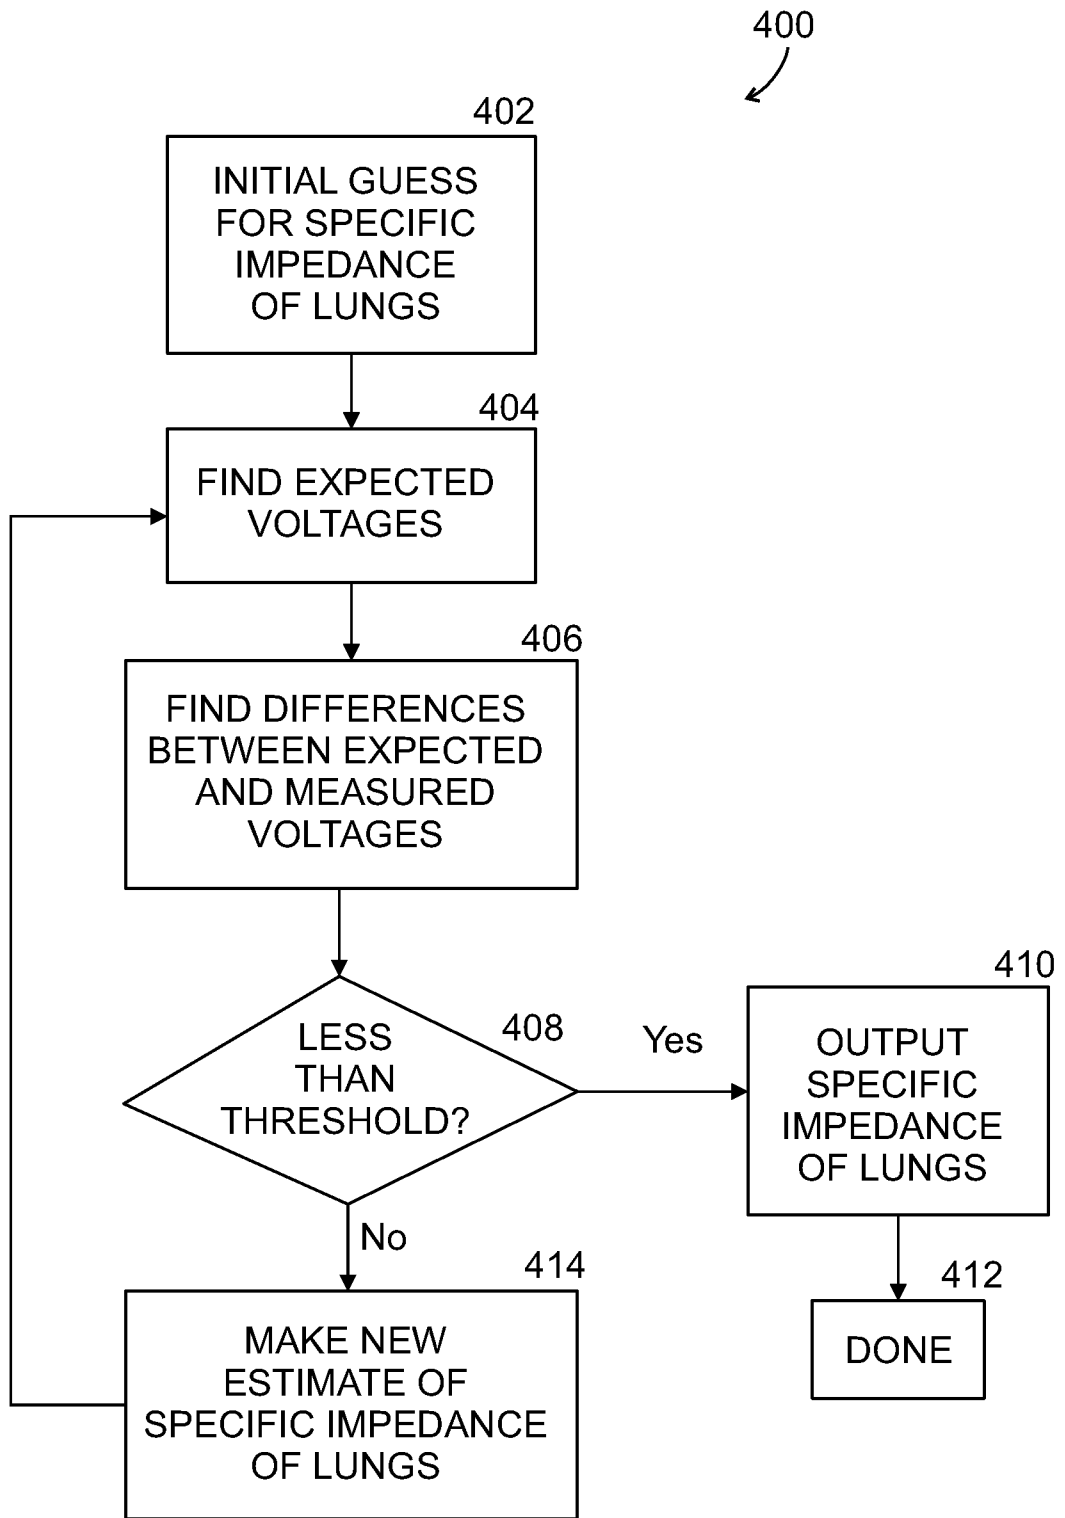 400
402
INITIAL GUESS
FOR SPECIFIC
IMPEDANCE
OF LUNGS
404
FIND EXPECTED
VOLTAGES
406
FIND DIFFERENCES
BETWEEN EXPECTED
AND MEASURED
VOLTAGES
408
LESS
THAN
THRESHOLD?
Yes
410
OUTPUT
SPECIFIC
IMPEDANCE
OF LUNGS
No
412
DONE
414
MAKE NEW
ESTIMATE OF
SPECIFIC IMPEDANCE
OF LUNGS